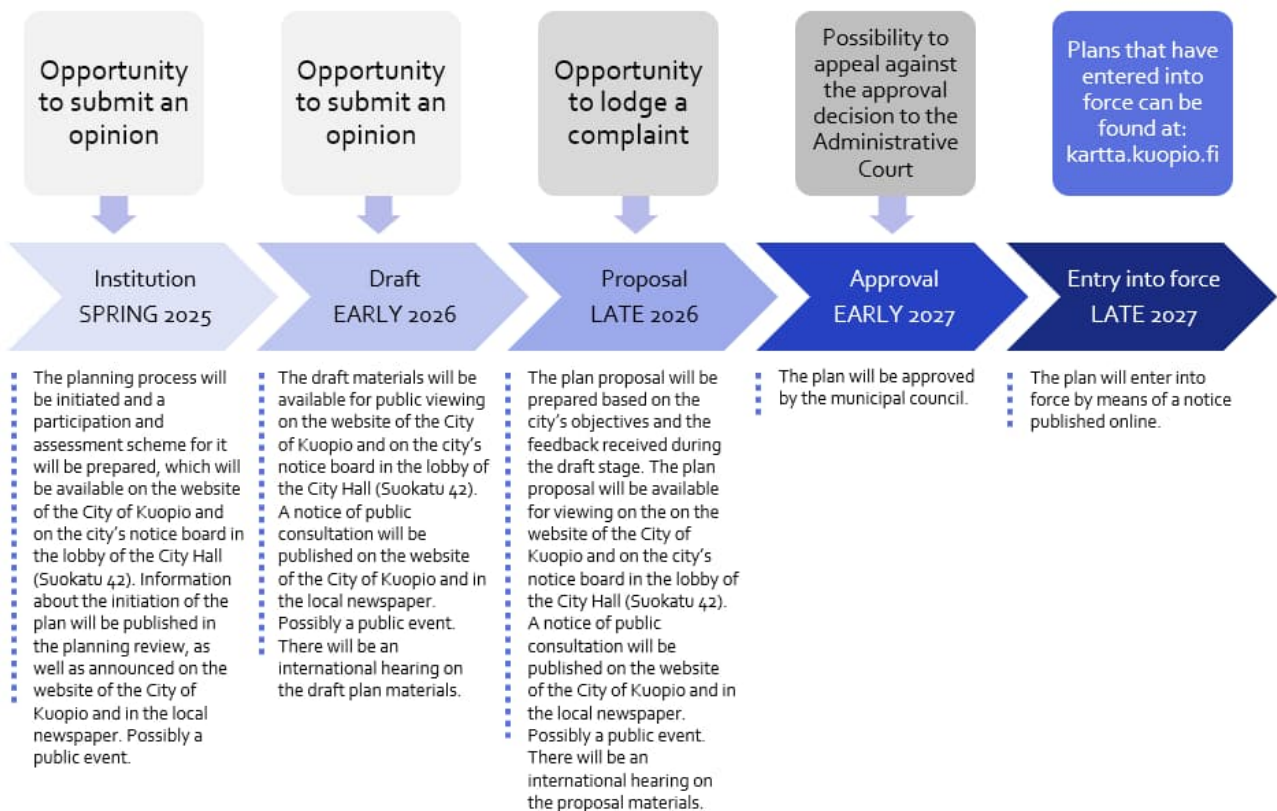 Opportunity
to submit an
opinion
Opportunity
to submit an
opinion
Opportunity
to lodge a
complaint
Possibility to
appeal against
the approval
decision to the
Administrative
Court
Plans that have
entered into
force can be
found at:
kartta.kuopio.fi
Institution
SPRING 2025
Draft
EARLY 2026
Proposal
LATE 2026
Approval
EARLY 2027
Entry into force
LATE 2027
The planning process will
be initiated and a
participation and
assessment scheme for it
will be prepared, which will
be available on the website
of the City of Kuopio and
on the city's notice board in
the lobby of the City Hall
(Suokatu 42). Information
about the initiation of the
plan will be published in
the planning review, as
well as announced on the
website of the City of
Kuopio and in the local
newspaper. Possibly a
public event.
The draft materials will be
available for public viewing
on the website of the City
of Kuopio and on the city's
notice board in the lobby of
the City Hall (Suokatu 42).
A notice of public
consultation will be
published on the website
of the City of Kuopio and in
the local newspaper.
Possibly a public event.
There will be an
international hearing on
the draft plan materials.
The plan proposal will be
prepared based on the
city's objectives and the
feedback received during
the draft stage. The plan
proposal will be available
for viewing on the on the
website of the City of
Kuopio and on the city's
notice board in the lobby of
the City Hall (Suokatu 42).
A notice of public
consultation will be
published on the website
of the City of Kuopio and in
the local newspaper.
Possibly a public event.
There will be an
international hearing on
the proposal materials.
The plan will be approved
by the municipal council.
The plan will enter into
force by means of a notice
published online.